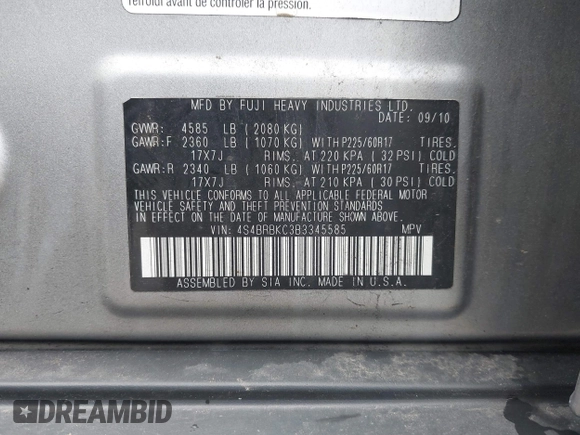 Refroidi avant de contrôler la pression.
MFD BY FUJI HEAVY INDUSTRIES LTD.
DATE: 09/10
GVWR: 4585 LB ( 2080 KG)
GAWR:F 2360 LB ( 1070 KG) WITH P225/60R17 TIRES,
17X7J RIMS, AT 220 KPA ( 32 PSI) COLD
GAWR:R 2340 LB ( 1060 KG) WITH P225/60R17 TIRES,
17X7J RIMS, AT 210 KPA ( 30 PSI) COLD
THIS VEHICLE CONFORMS TO ALL APPLICABLE FEDERAL MOTOR
VEHICLE SAFETY AND THEFT PREVENTION STANDARDS
IN EFFECT ON THE DATE OF MANUFACTURE SHOWN ABOVE.
VIN: 4S4BRBKC3B3345585 MPV
ASSEMBLED BY SIA INC. MADE IN U.S.A.
DREAMBID